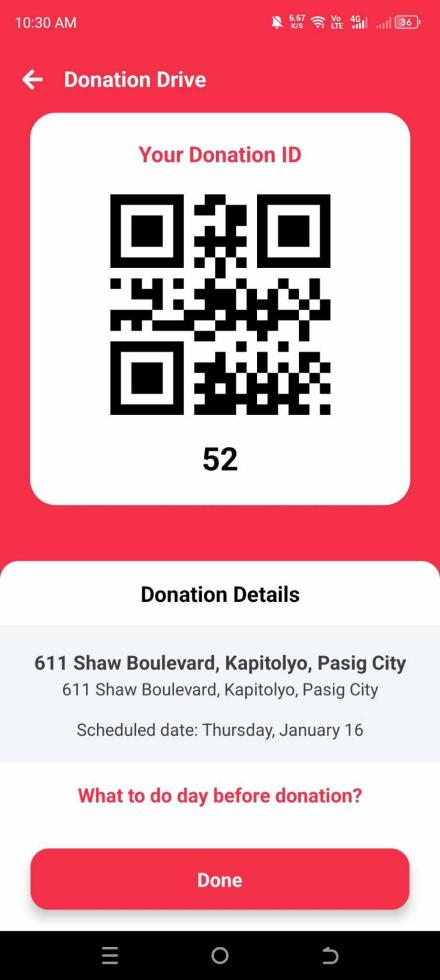 10:30 AM
6.67 K/S Vo LTE 4G 36
Donation Drive
Your Donation ID
52
Donation Details
611 Shaw Boulevard, Kapitolyo, Pasig City
611 Shaw Boulevard, Kapitolyo, Pasig City
Scheduled date: Thursday, January 16
What to do day before donation?
Done